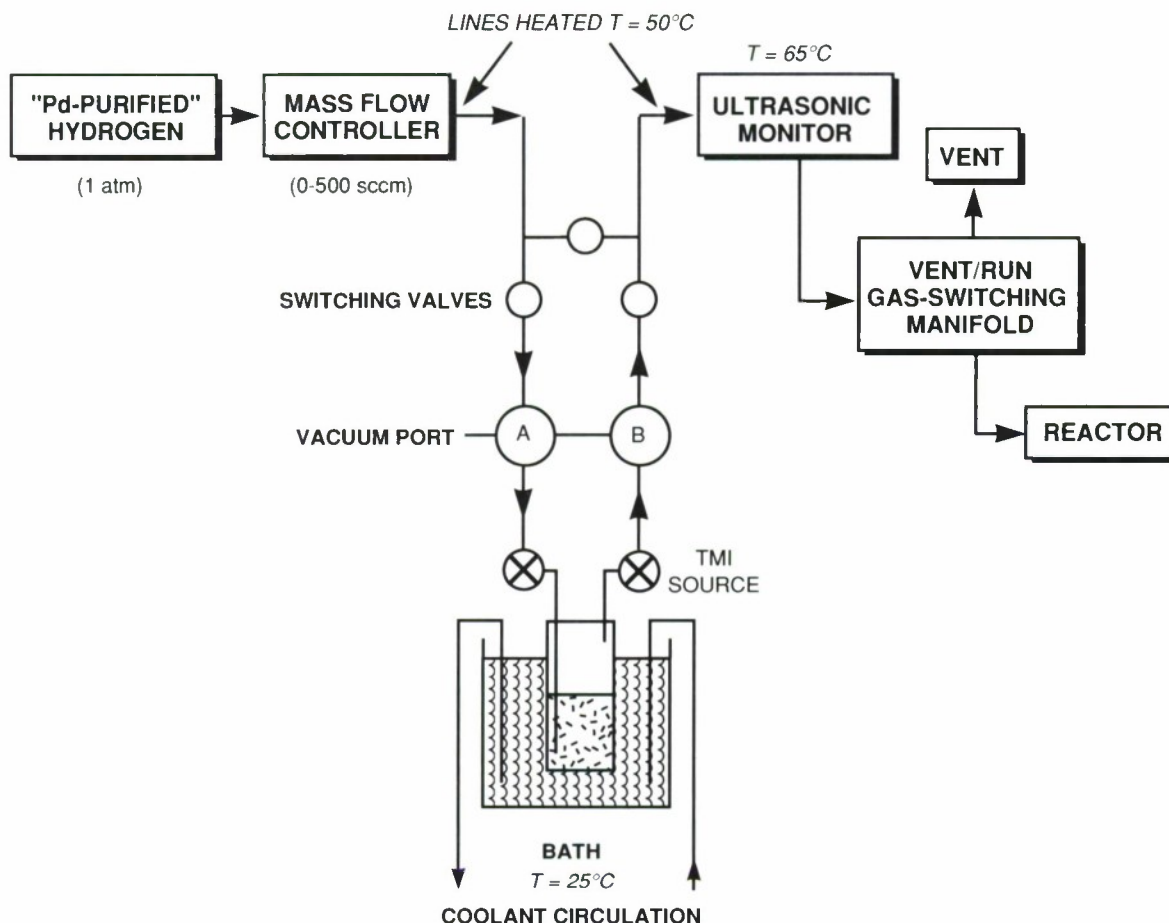 LINES HEATED T = 50°C
T = 65°C
"Pd-PURIFIED"
HYDROGEN
(1 atm)
MASS FLOW
CONTROLLER
(0-500 sccm)
ULTRASONIC
MONITOR
VENT
VENT/RUN
GAS-SWITCHING
MANIFOLD
REACTOR
SWITCHING VALVES
VACUUM PORT
A
B
TMI
SOURCE
BATH
T = 25°C
COOLANT CIRCULATION